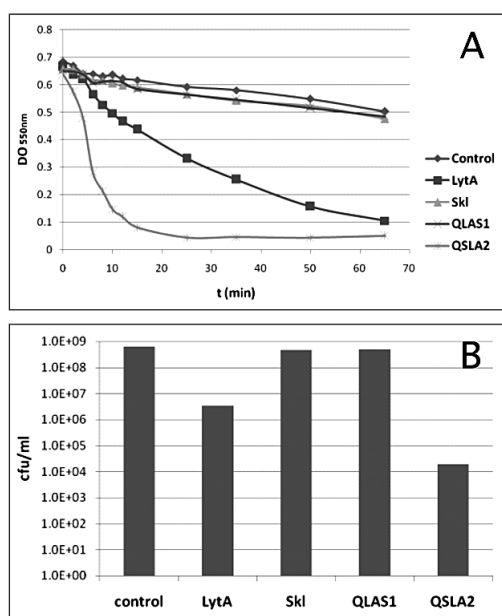 A
0.8
0.7
0.6
0.5
0.4
0.3
0.2
0.1
0
DO 550nm
0 10 20 30 40 50 60 70
t (min)
Control
LytA
Skl
QLAS1
QSLA2
B
1.0E+09
1.0E+08
1.0E+07
1.0E+06
1.0E+05
1.0E+04
1.0E+03
1.0E+02
1.0E+01
1.0E+00
cfu/ml
control LytA Skl QLAS1 QSLA2